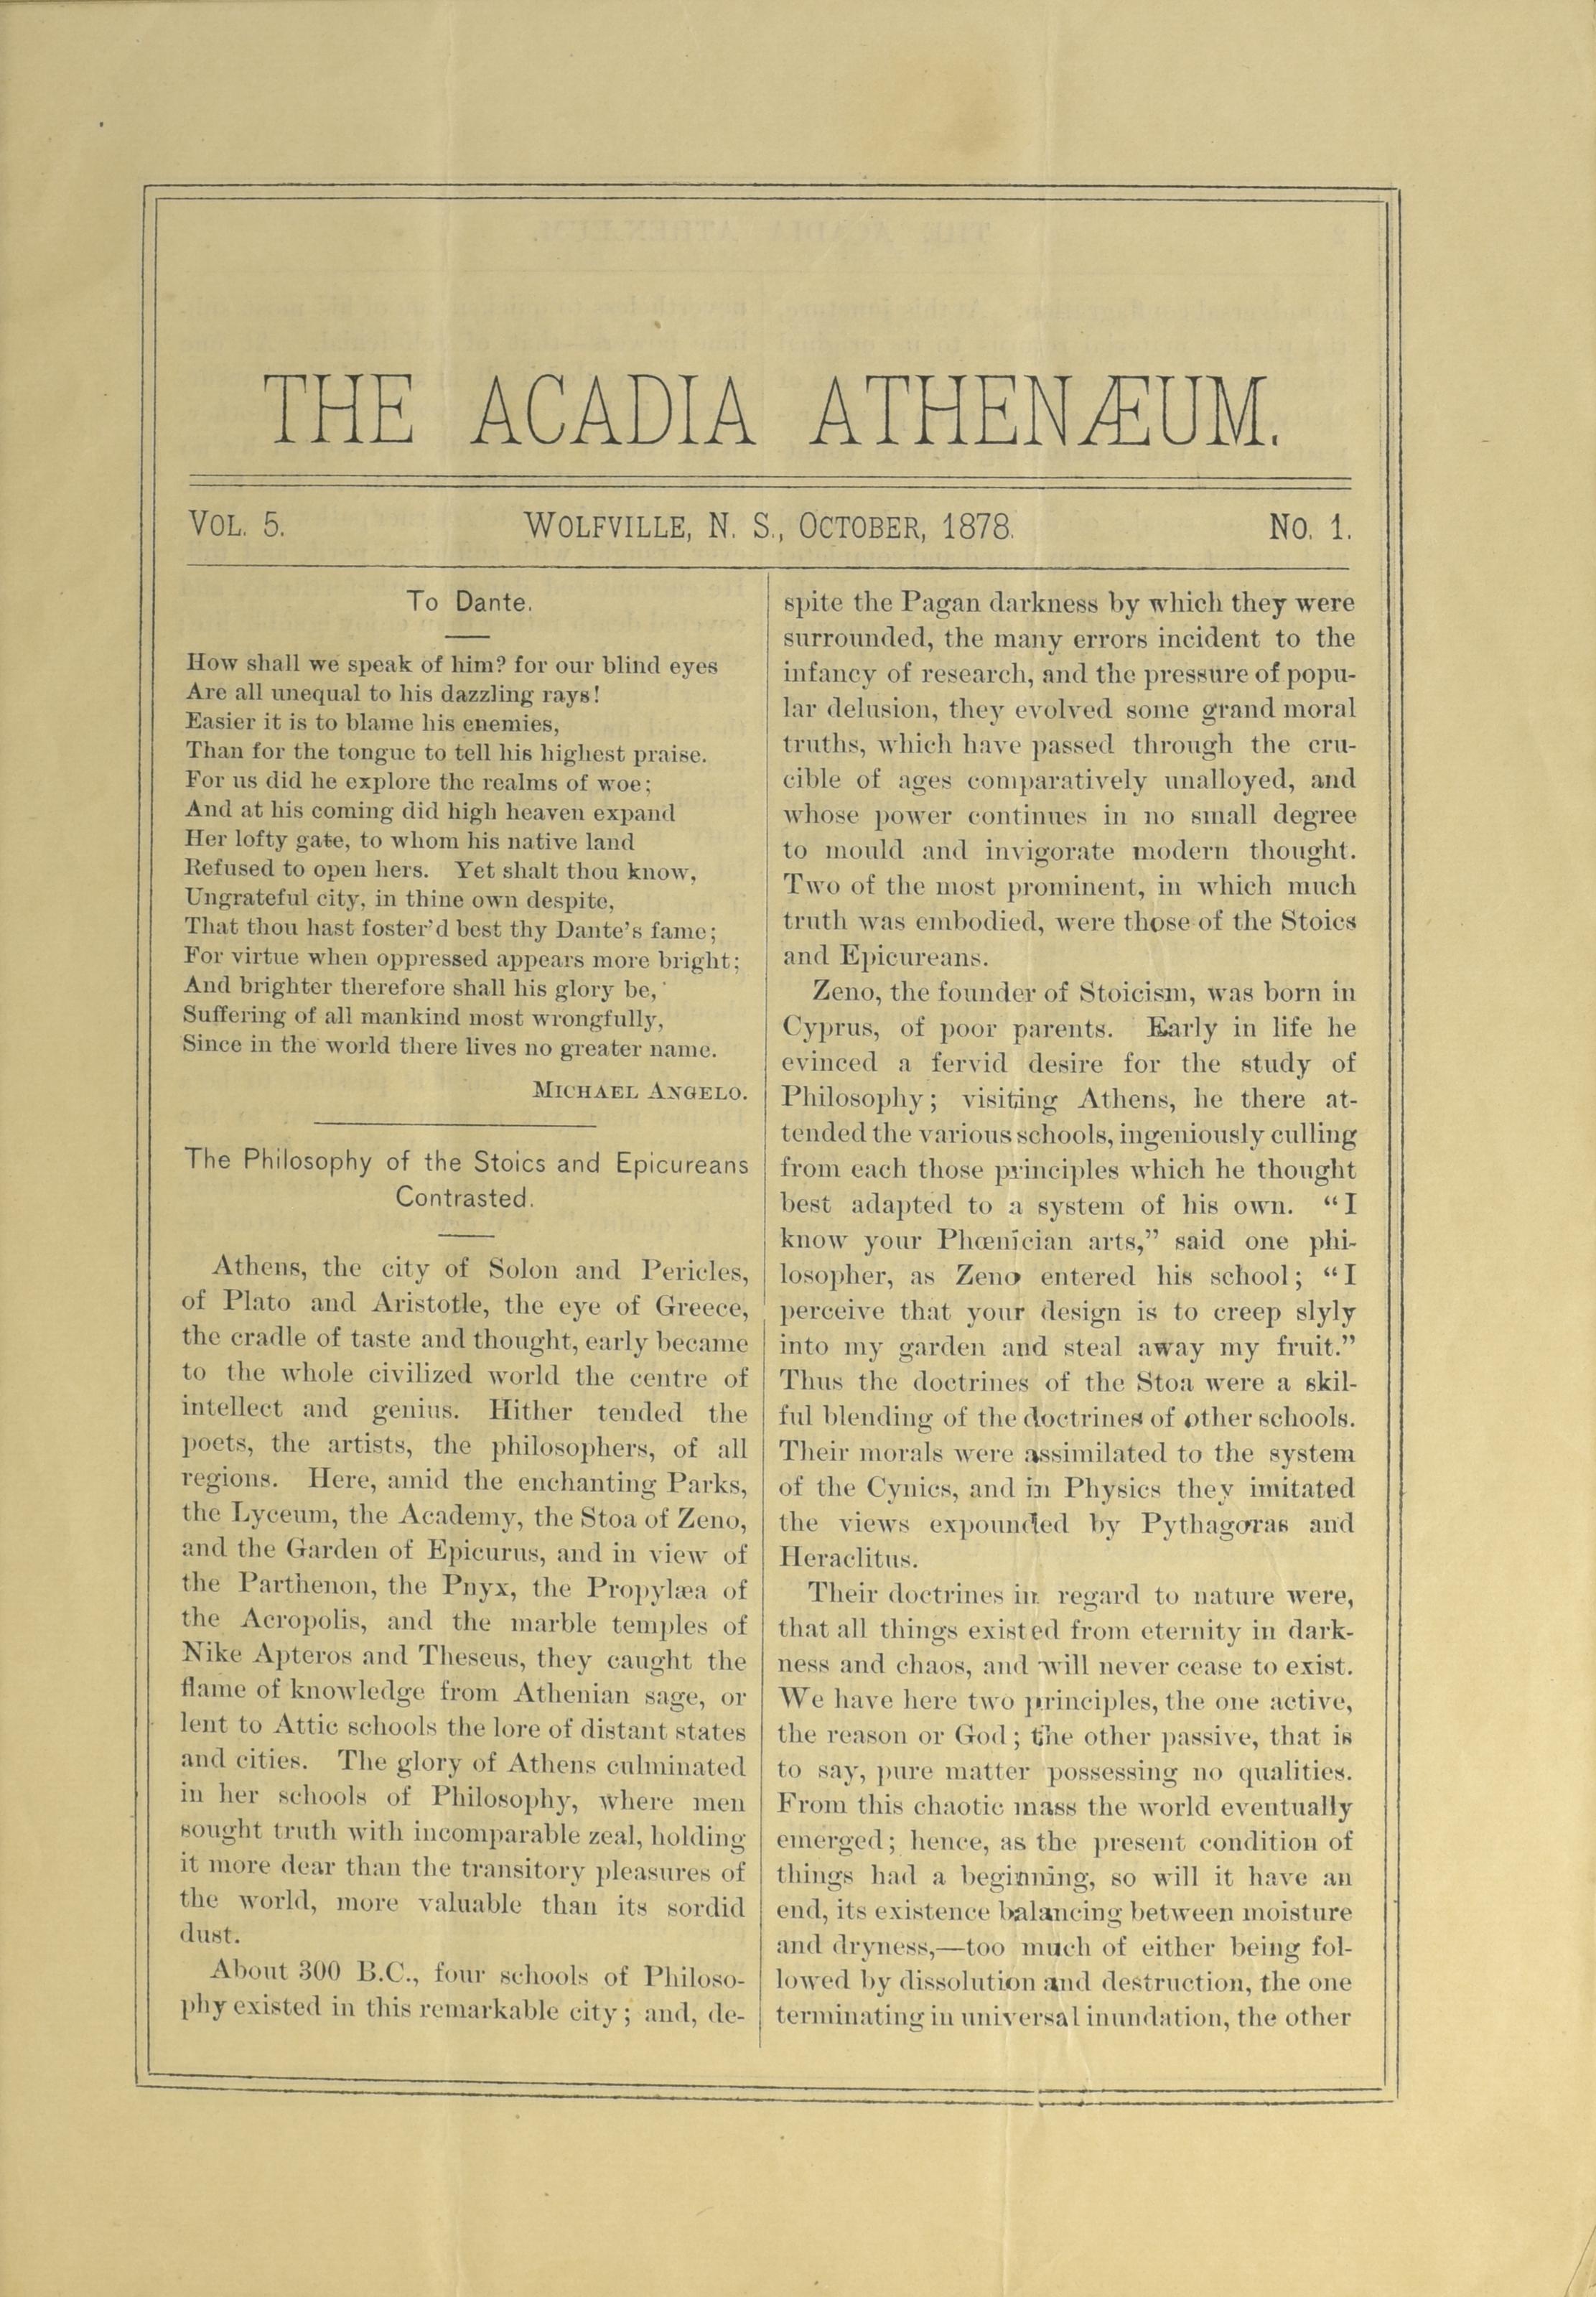 THE ACADIA ATHENÆUM.
VOL. 5.
WOLFVILLE, N. S., OCTOBER, 1878.
NO. 1.
To Dante.
How shall we speak of him? for our blind eyes
Are all unequal to his dazzling rays!
Easier it is to blame his enemies,
Than for the tongue to tell his highest praise.
For us did he explore the realms of woe;
And at his coming did high heaven expand
Her lofty gate, to whom his native land
Refused to open hers. Yet shalt thou know,
Ungrateful city, in thine own despite,
That thou hast foster'd best thy Dante's fame;
For virtue when oppressed appears more bright;
And brighter therefore shall his glory be,
Suffering of all mankind most wrongfully,
Since in the world there lives no greater name.
MICHAEL ANGELO.
The Philosophy of the Stoics and Epicureans
Contrasted.
Athens, the city of Solon and Pericles,
of Plato and Aristotle, the eye of Greece,
the cradle of taste and thought, early became
to the whole civilized world the centre of
intellect and genius. Hither tended the
poets, the artists, the philosophers, of all
regions. Here, amid the enchanting Parks,
the Lyceum, the Academy, the Stoa of Zeno,
and the Garden of Epicurus, and in view of
the Parthenon, the Pnyx, the Propylæa of
the Acropolis, and the marble temples of
Nike Apteros and Theseus, they caught the
flame of knowledge from Athenian sage, or
lent to Attic schools the lore of distant states
and cities. The glory of Athens culminated
in her schools of Philosophy, where men
sought truth with incomparable zeal, holding
it more dear than the transitory pleasures of
the world, more valuable than its sordid
dust.
About 300 B.C., four schools of Philoso-
phy existed in this remarkable city; and, de-
spite the Pagan darkness by which they were
surrounded, the many errors incident to the
infancy of research, and the pressure of popu-
lar delusion, they evolved some grand moral
truths, which have passed through the cru-
cible of ages comparatively unalloyed, and
whose power continues in no small degree
to mould and invigorate modern thought.
Two of the most prominent, in which much
truth was embodied, were those of the Stoics
and Epicureans.
Zeno, the founder of Stoicism, was born in
Cyprus, of poor parents. Early in life he
evinced a fervid desire for the study of
Philosophy; visiting Athens, he there at-
tended the various schools, ingeniously culling
from each those principles which he thought
best adapted to a system of his own. "I
know your Phœnician arts," said one phi-
losopher, as Zeno entered his school; "I
perceive that your design is to creep slyly
into my garden and steal away my fruit."
Thus the doctrines of the Stoa were a skil-
ful blending of the doctrines of other schools.
Their morals were assimilated to the system
of the Cynics, and in Physics they imitated
the views expounded by Pythagoras and
Heraclitus.
Their doctrines in regard to nature were,
that all things existed from eternity in dark-
ness and chaos, and will never cease to exist.
We have here two principles, the one active,
the reason or God; the other passive, that is
to say, pure matter possessing no qualities.
From this chaotic mass the world eventually
emerged; hence, as the present condition of
things had a beginning, so will it have an
end, its existence balancing between moisture
and dryness,—too much of either being fol-
lowed by dissolution and destruction, the one
terminating in universal inundation, the other